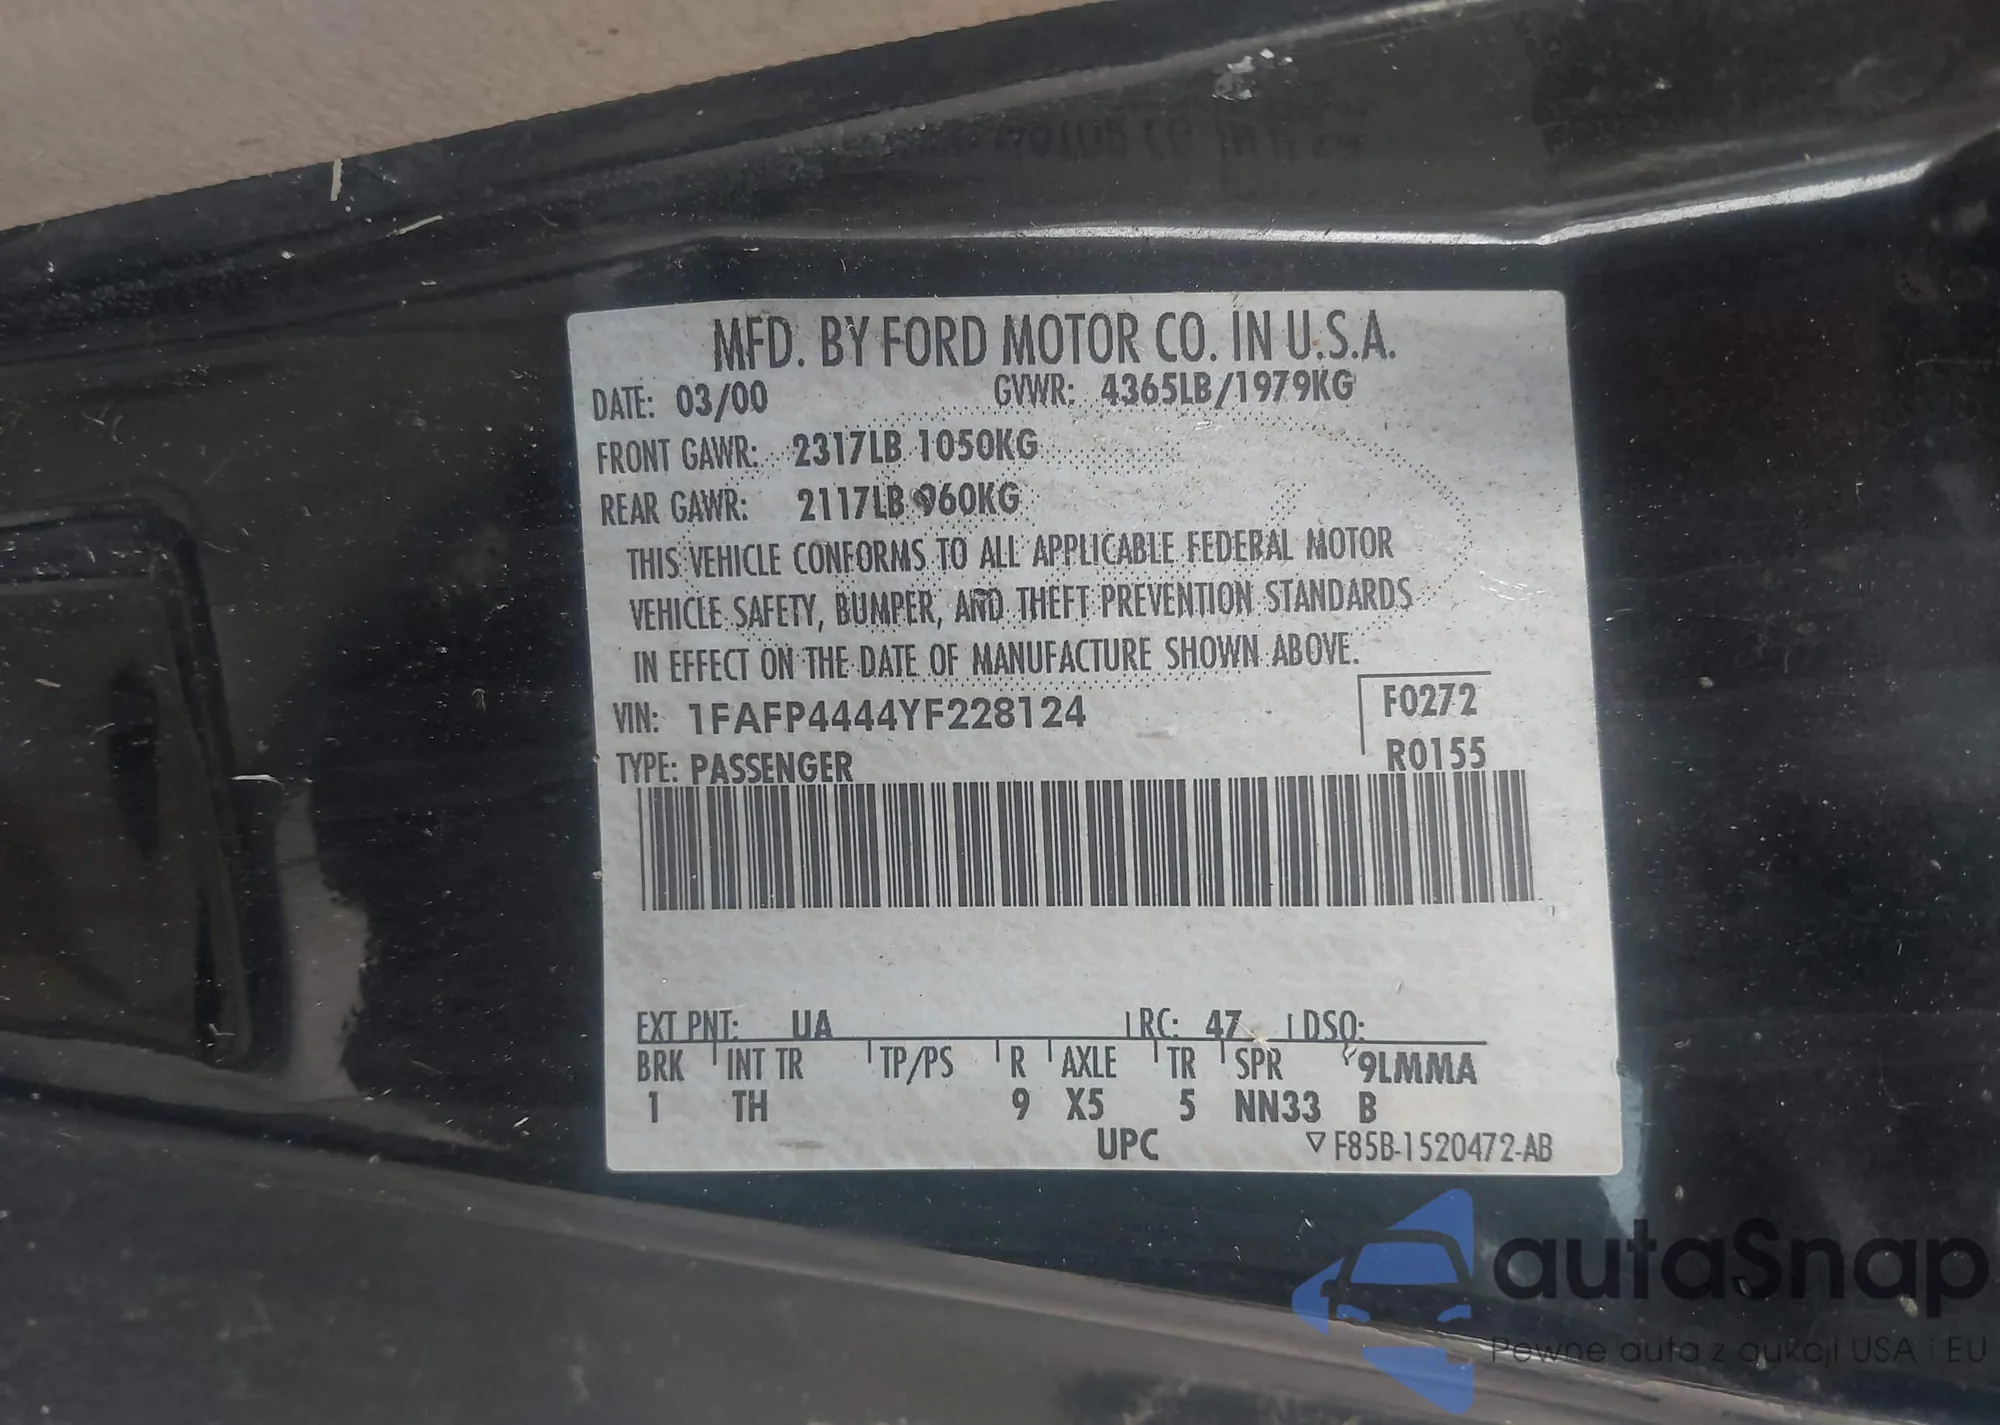 MFD. BY FORD MOTOR CO. IN U.S.A.
DATE: 03/00 GVWR: 4365LB/1979KG
FRONT GAWR: 2317LB 1050KG
REAR GAWR: 2117LB 960KG
THIS VEHICLE CONFORMS TO ALL APPLICABLE FEDERAL MOTOR
VEHICLE SAFETY, BUMPER, AND THEFT PREVENTION STANDARDS
IN EFFECT ON THE DATE OF MANUFACTURE SHOWN ABOVE.
VIN: 1FAFP4444YF228124 F0272
TYPE: PASSENGER R0155
EXT PNT: UA RC: 47 DSO:
BRK INT TR TP/PS R AXLE TR SPR 9LMMA
1 TH 9 X5 5 NN33 B
UPC ▽F85B-1520472-AB
autaSnap
Pewne auta z aukcji USA i EU